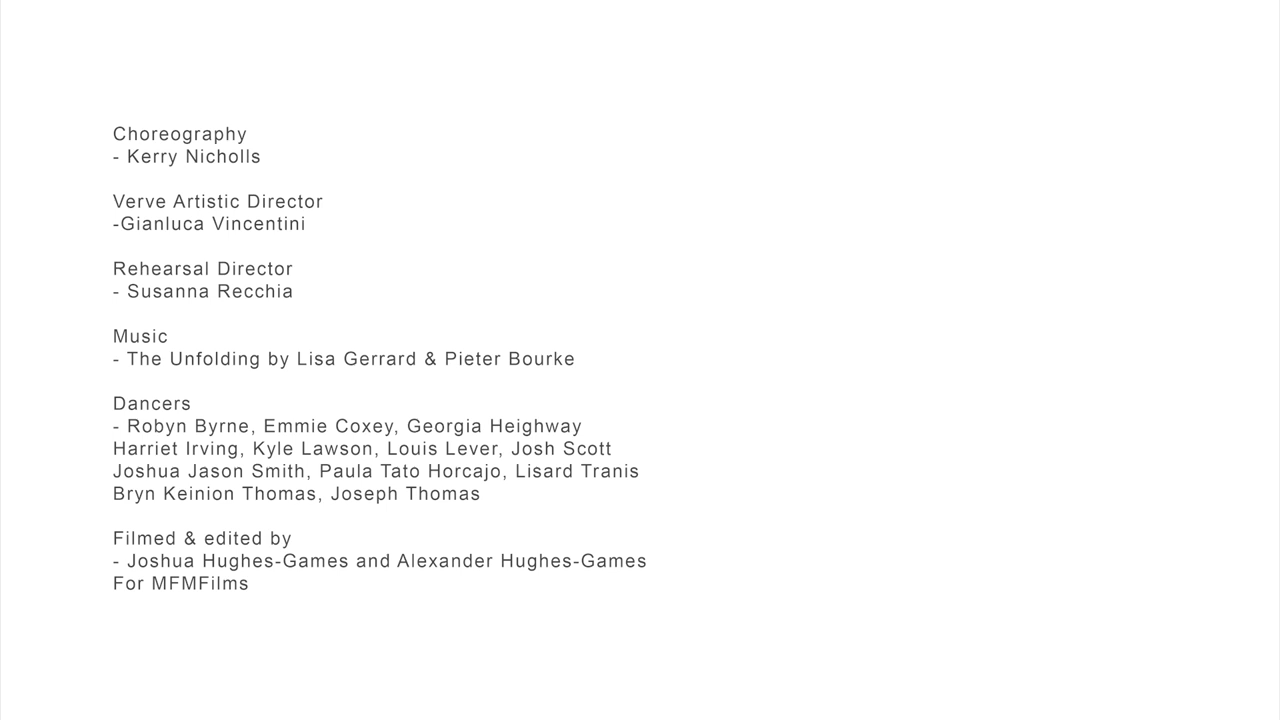 Choreography
- Kerry Nicholls
Verve Artistic Director
-Gianluca Vincentini
Rehearsal Director
- Susanna Recchia
Music
- The Unfolding by Lisa Gerrard & Pieter Bourke
Dancers
- Robyn Byrne, Emmie Coxey, Georgia Heighway
Harriet Irving, Kyle Lawson, Louis Lever, Josh Scott
Joshua Jason Smith, Paula Tato Horcajo, Lisard Tranis
Bryn Keinion Thomas, Joseph Thomas
Filmed & edited by
- Joshua Hughes-Games and Alexander Hughes-Games
For MFMFilms